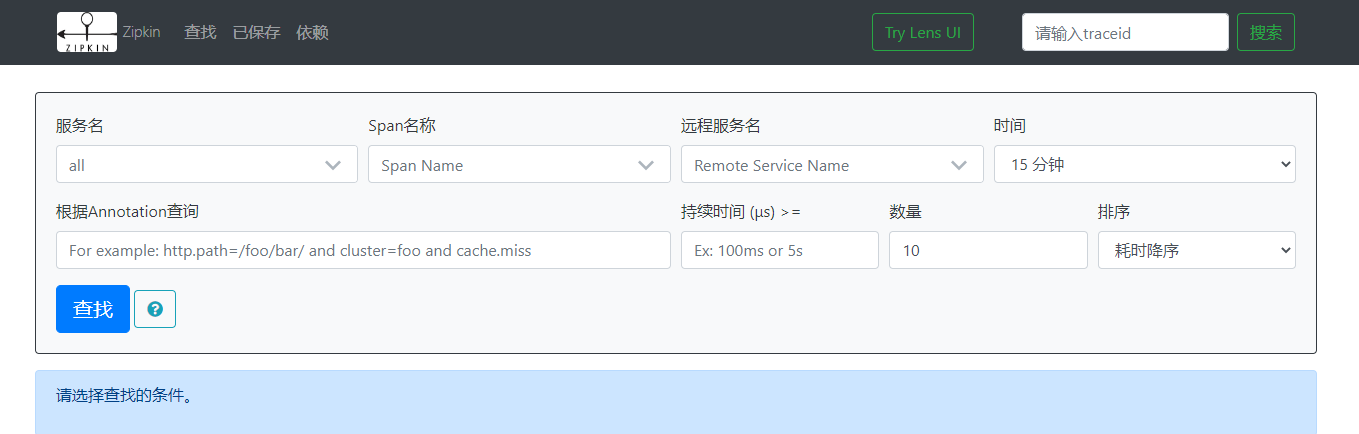 ZIPKIN Zipkin 查找 已保存 依赖 Try Lens UI 请输入traceid 搜索
服务名 Span名称 远程服务名 时间
all Span Name Remote Service Name 15 分钟
根据Annotation查询 持续时间 (μs) >= 数量 排序
For example: http.path=/foo/bar/ and cluster=foo and cache.miss Ex: 100ms or 5s 10 耗时降序
查找 ?
请选择查找的条件。